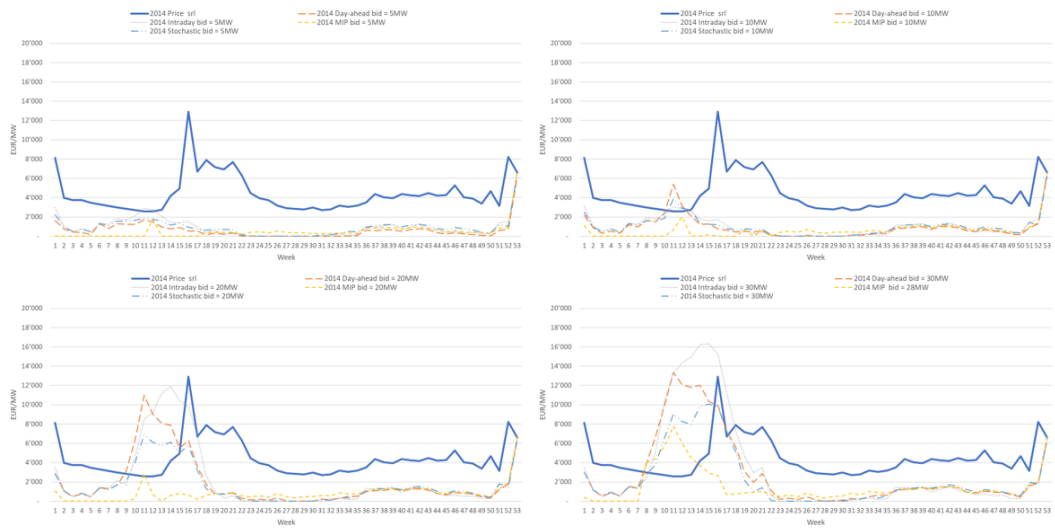 2014 Price srl 2014 Day-ahead bid = 5MW
2014 Intraday bid = 5MW 2014 MIP bid = 5MW
2014 Stochastic bid = 5MW
20'000
18'000
16'000
14'000
12'000
10'000
8'000
6'000
4'000
2'000
-
EUR/MW
1 2 3 4 5 6 7 8 9 10 11 12 13 14 15 16 17 18 19 20 21 22 23 24 25 26 27 28 29 30 31 32 33 34 35 36 37 38 39 40 41 42 43 44 45 46 47 48 49 50 51 52 53
Week
2014 Price srl 2014 Day-ahead bid = 10MW
2014 Intraday bid = 10MW 2014 MIP bid = 10MW
2014 Stochastic bid = 10MW
20'000
18'000
16'000
14'000
12'000
10'000
8'000
6'000
4'000
2'000
-
EUR/MW
1 2 3 4 5 6 7 8 9 10 11 12 13 14 15 16 17 18 19 20 21 22 23 24 25 26 27 28 29 30 31 32 33 34 35 36 37 38 39 40 41 42 43 44 45 46 47 48 49 50 51 52 53
Week
2014 Price srl 2014 Day-ahead bid = 20MW
2014 Intraday bid = 20MW 2014 MIP bid = 20MW
2014 Stochastic bid = 20MW
20'000
18'000
16'000
14'000
12'000
10'000
8'000
6'000
4'000
2'000
-
EUR/MW
1 2 3 4 5 6 7 8 9 10 11 12 13 14 15 16 17 18 19 20 21 22 23 24 25 26 27 28 29 30 31 32 33 34 35 36 37 38 39 40 41 42 43 44 45 46 47 48 49 50 51 52 53
Week
2014 Price srl 2014 Day-ahead bid = 30MW
2014 Intraday bid = 30MW 2014 MIP bid = 28MW
2014 Stochastic bid = 30MW
20'000
18'000
16'000
14'000
12'000
10'000
8'000
6'000
4'000
2'000
-
EUR/MW
1 2 3 4 5 6 7 8 9 10 11 12 13 14 15 16 17 18 19 20 21 22 23 24 25 26 27 28 29 30 31 32 33 34 35 36 37 38 39 40 41 42 43 44 45 46 47 48 49 50 51 52 53
Week